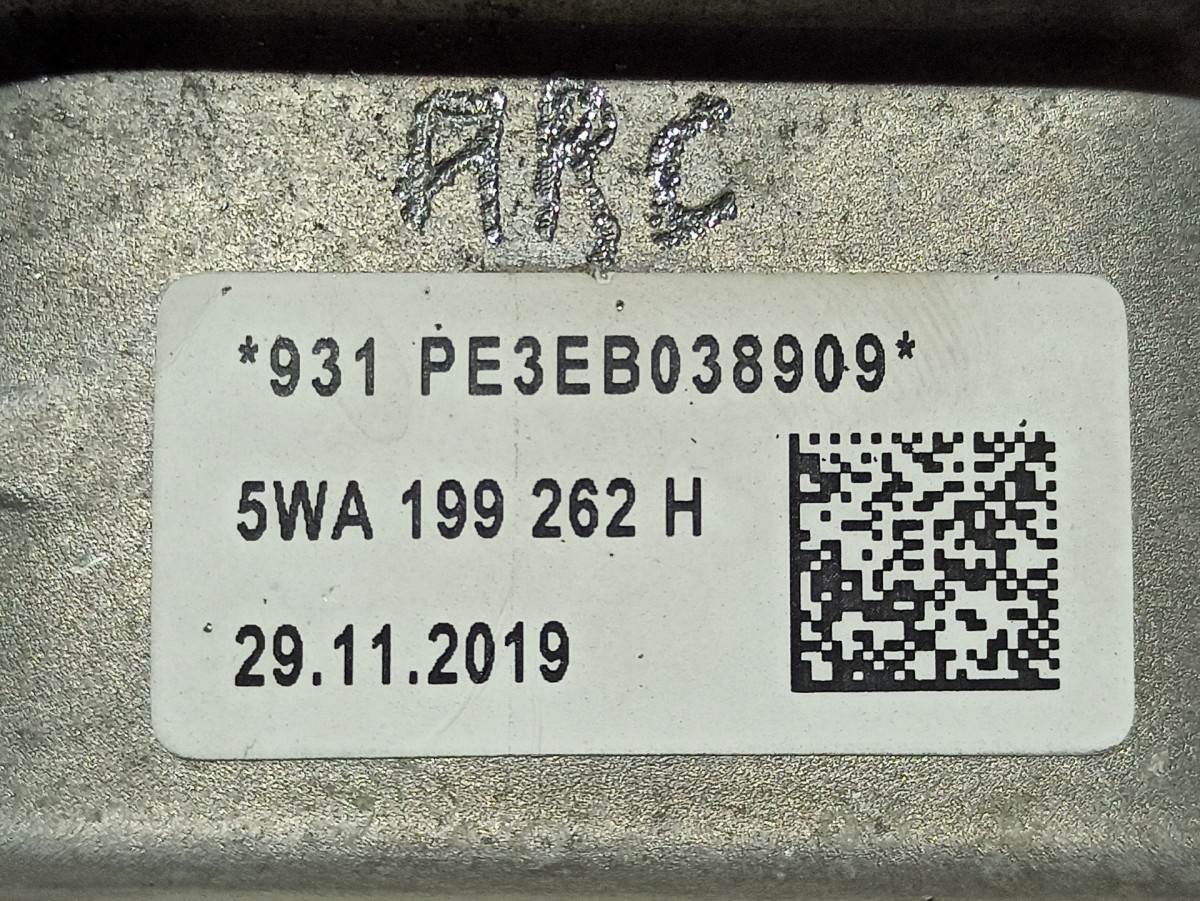 ARC
*931 PE3EB038909*
5WA 199 262 H
29.11.2019